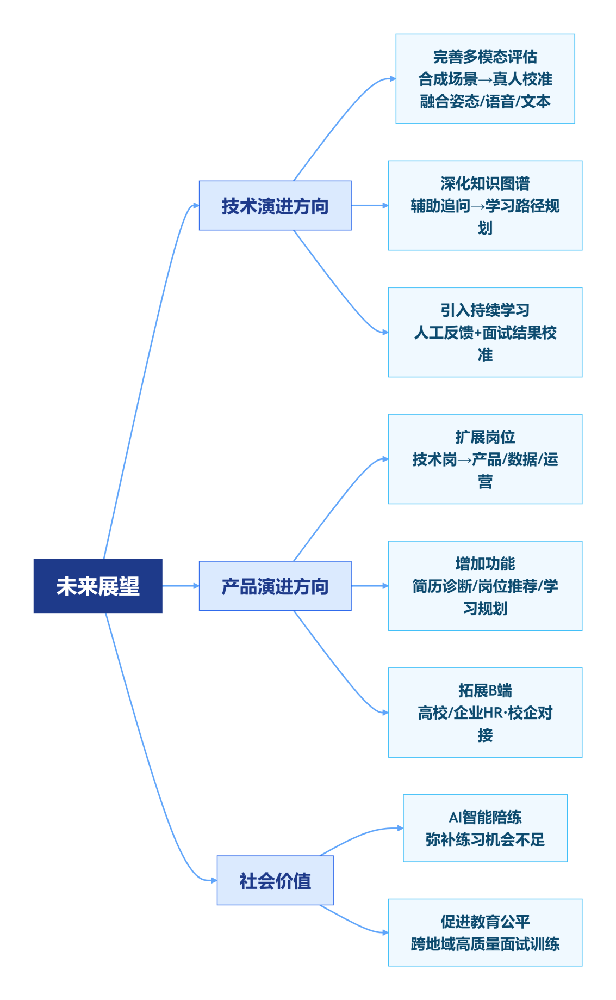 未来展望
技术演进方向
完善多模态评估
合成场景→真人校准
融合姿态/语音/文本
深化知识图谱
辅助追问→学习路径规
划
引入持续学习
人工反馈+面试结果校
准
产品演进方向
扩展岗位
技术岗→产品/数据/运
营
增加功能
简历诊断/岗位推荐/学
习规划
拓展B端
高校/企业HR·校企对
接
社会价值
AI智能陪练
弥补练习机会不足
促进教育公平
跨地域高质量面试训练